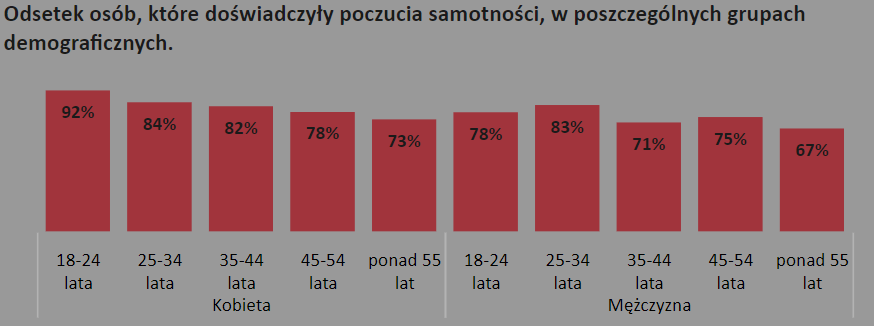 Odsetek osób, które doświadczyły poczucia samotności, w poszczególnych grupach
demograficznych.
92% 84% 82% 78% 73% 78% 83% 71% 75% 67%
18-24 25-34 35-44 45-54 ponad 55 18-24 25-34 35-44 45-54 ponad 55
lata lata lata lata lat lata lata lata lata lat
Kobieta Mężczyzna